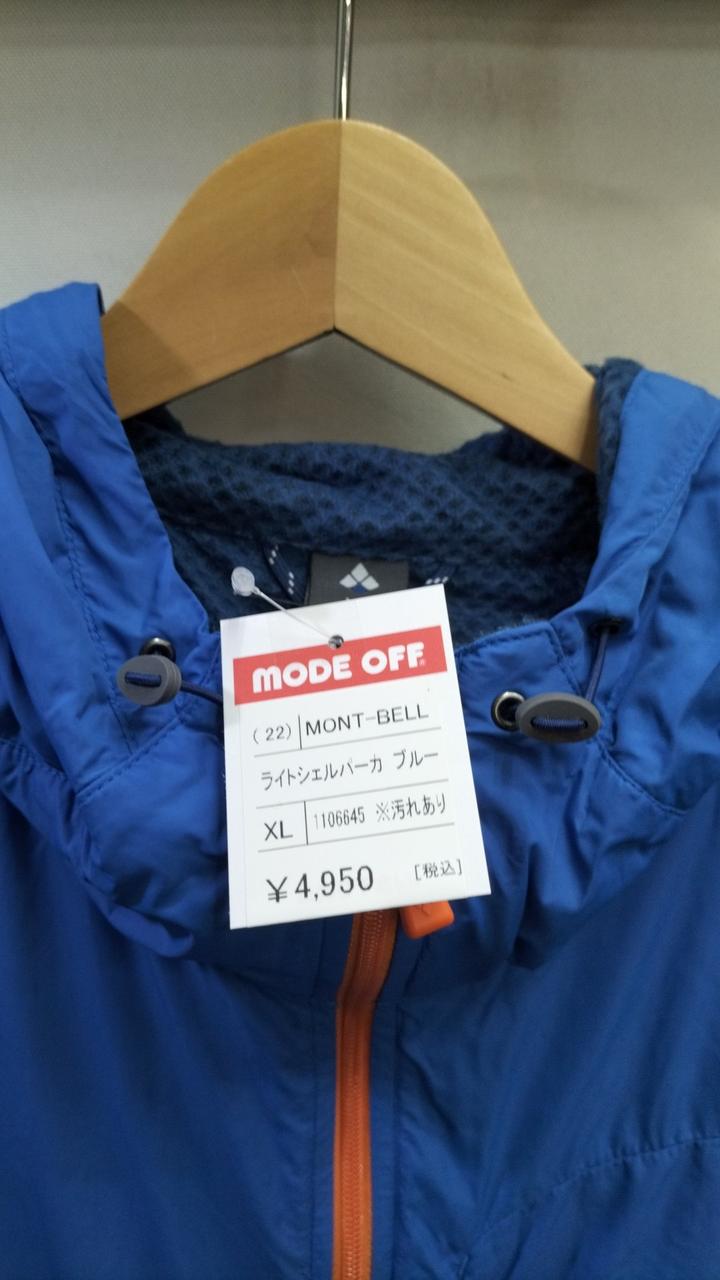 MODE OFF®
(22) MONT-BELL
ライトシェルパーカ ブルー
XL 1106645 ※汚れあり
¥4,950 [税込]